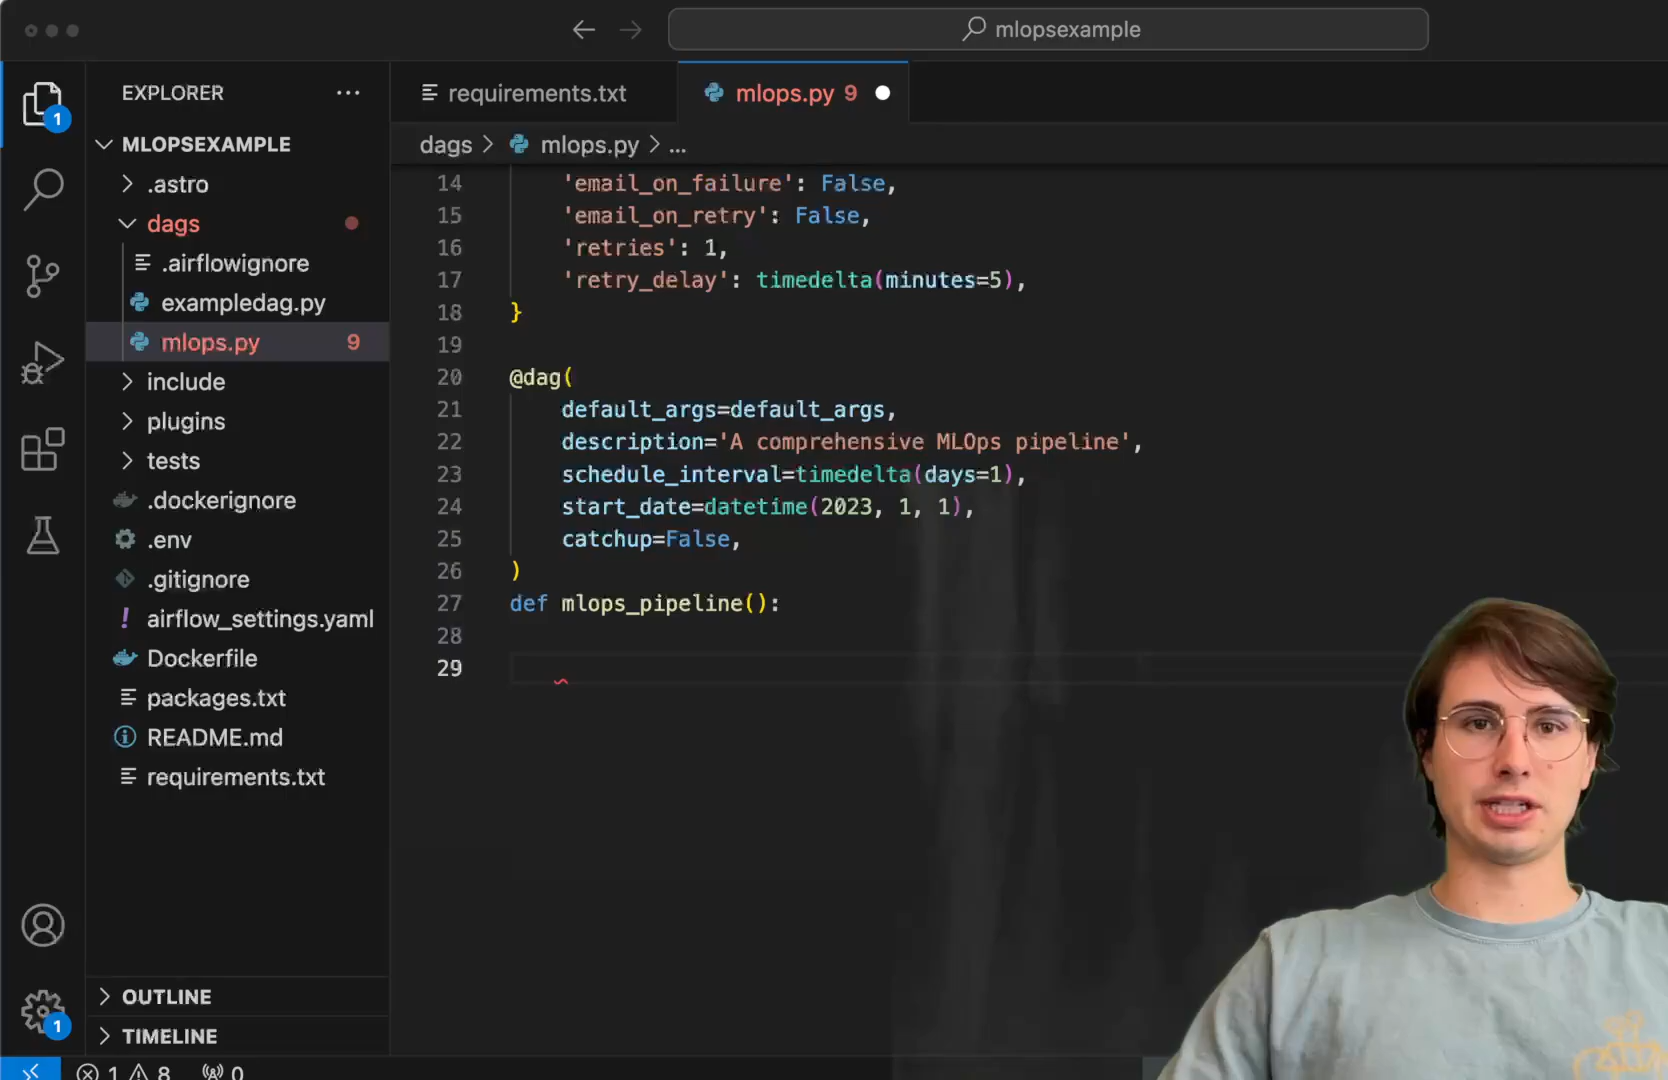 mlopsexample
EXPLORER ...
requirements.txt
mlops.py 9
MLOPSEXAMPLE
dags > mlops.py > ...
.astro
dags
.airflowignore
exampledag.py
mlops.py 9
include
plugins
tests
.dockerignore
.env
.gitignore
! airflow_settings.yaml
Dockerfile
packages.txt
README.md
requirements.txt
OUTLINE
TIMELINE
1
1
1 8 0
14 'email_on_failure': False,
15 'email_on_retry': False,
16 'retries': 1,
17 'retry_delay': timedelta(minutes=5),
18 }
19
20 @dag(
21 default_args=default_args,
22 description='A comprehensive MLOps pipeline',
23 schedule_interval=timedelta(days=1),
24 start_date=datetime(2023, 1, 1),
25 catchup=False,
26 )
27 def mlops_pipeline():
28
29